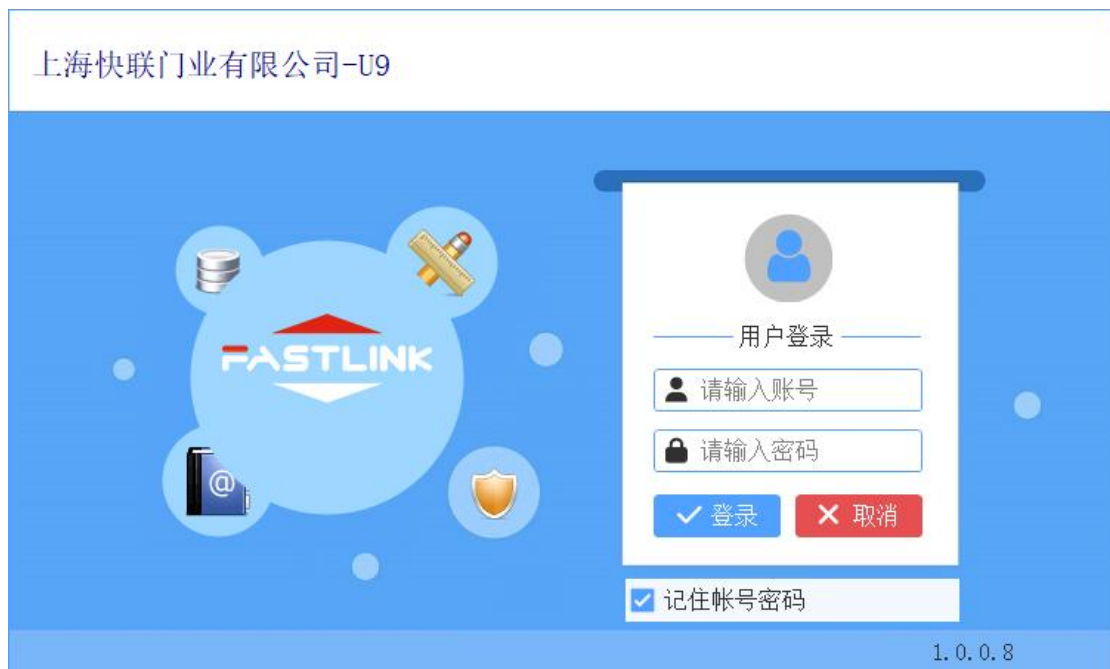 上海快联门业有限公司-U9
FASTLINK
@
用户登录
请输入账号
请输入密码
登录 取消
记住帐号密码
1.0.0.8